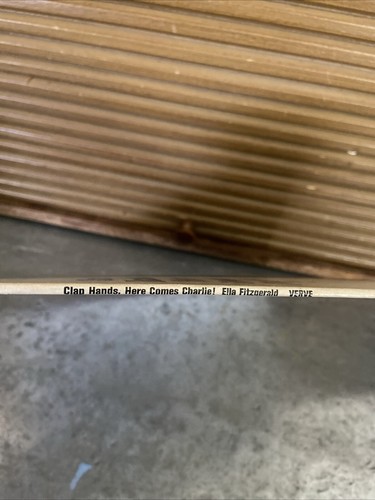 Clap Hands, Here Comes Charlie! Ella Fitzgerald VERVE